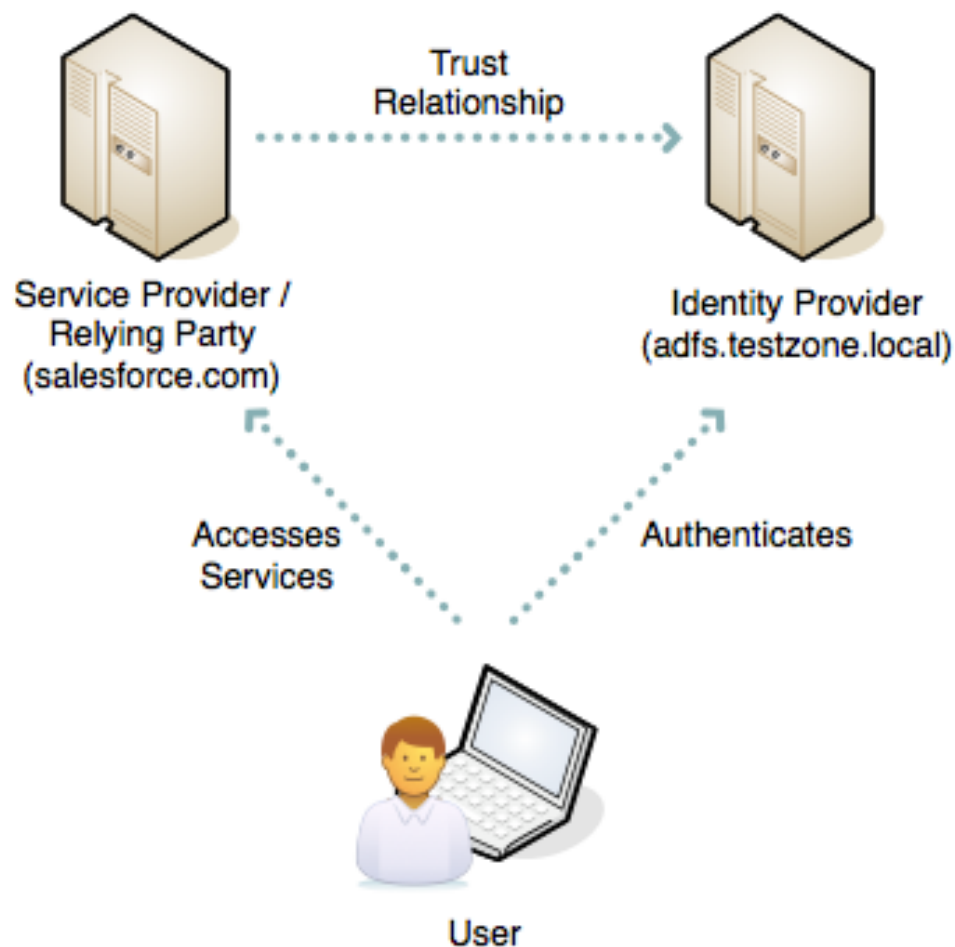 Trust
Relationship
Service Provider /
Relying Party
(salesforce.com)
Identity Provider
(adfs.testzone.local)
Accesses
Services
Authenticates
User